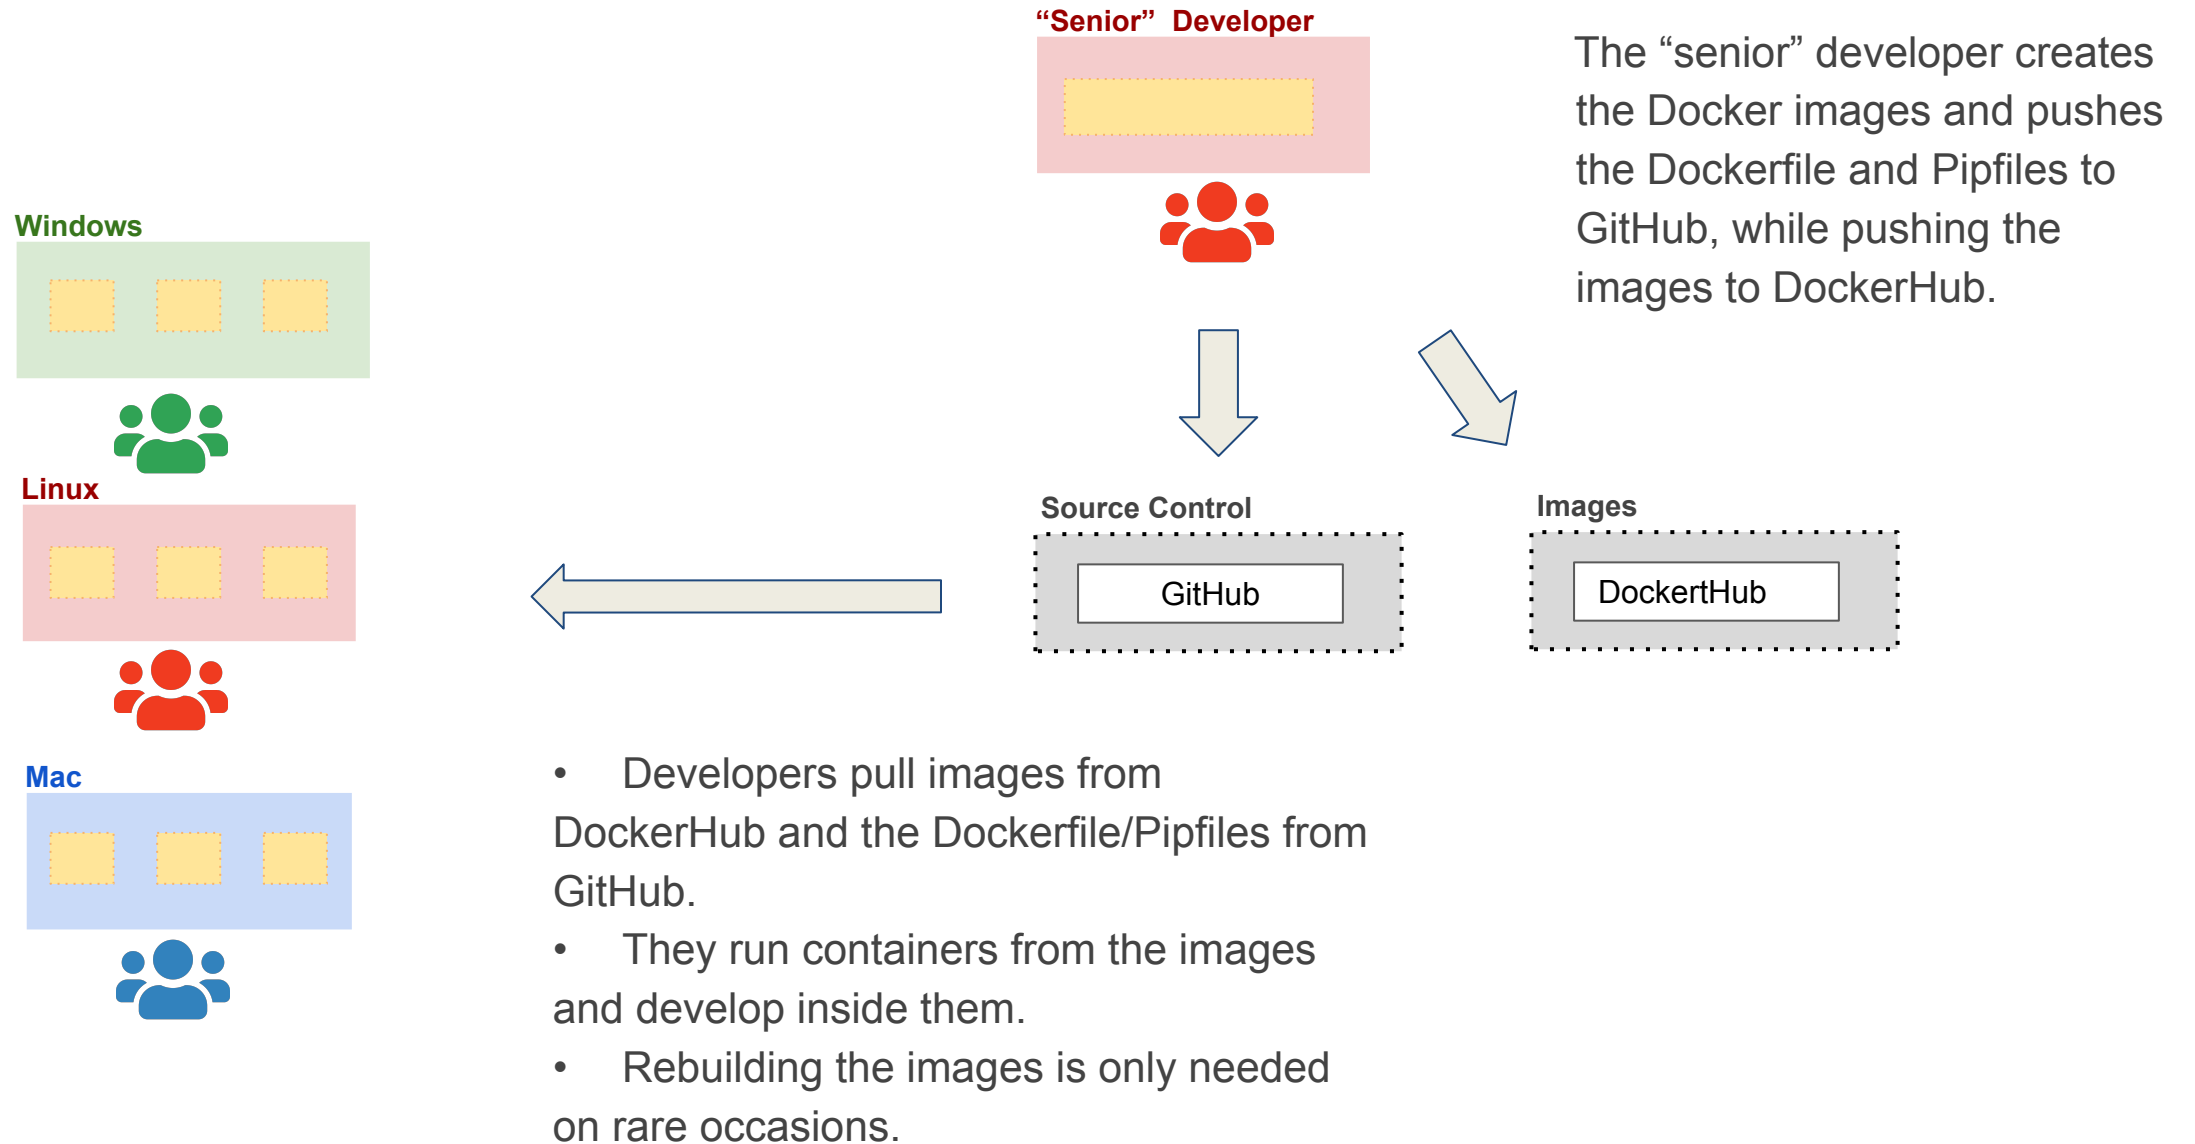 “Senior” Developer
The “senior” developer creates
the Docker images and pushes
the Dockerfile and Pipfiles to
GitHub, while pushing the
images to DockerHub.
Windows
Linux
Mac
Source Control
GitHub
Images
DockertHub
• Developers pull images from
DockerHub and the Dockerfile/Pipfiles from
GitHub.
• They run containers from the images
and develop inside them.
• Rebuilding the images is only needed
on rare occasions.